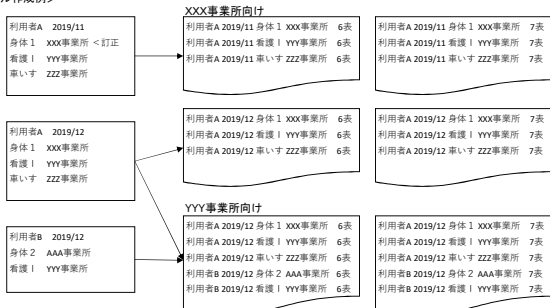 ル作成例＞
XXX事業所向け
利用者A　2019/11
身体１　XXX事業所 ＜訂正
看護Ⅰ　YYY事業所
車いす　ZZZ事業所
利用者A 2019/11 身体１ XXX事業所　6表
利用者A 2019/11 看護Ⅰ YYY事業所　6表
利用者A 2019/11 車いす ZZZ事業所　6表
利用者A 2019/11 身体１ XXX事業所　7表
利用者A 2019/11 看護Ⅰ YYY事業所　7表
利用者A 2019/11 車いす ZZZ事業所　7表
利用者A　2019/12
身体１　XXX事業所
看護Ⅰ　YYY事業所
車いす　ZZZ事業所
利用者A 2019/12 身体１ XXX事業所　6表
利用者A 2019/12 看護Ⅰ YYY事業所　6表
利用者A 2019/12 車いす ZZZ事業所　6表
利用者A 2019/12 身体１ XXX事業所　7表
利用者A 2019/12 看護Ⅰ YYY事業所　7表
利用者A 2019/12 車いす ZZZ事業所　7表
YYY事業所向け
利用者B　2019/12
身体２　AAA事業所
看護Ⅰ　YYY事業所
利用者A 2019/12 身体１ XXX事業所　6表
利用者A 2019/12 看護Ⅰ YYY事業所　6表
利用者A 2019/12 車いす ZZZ事業所　6表
利用者B 2019/12 身体２ AAA事業所　6表
利用者B 2019/12 看護Ⅰ YYY事業所　6表
利用者A 2019/12 身体１ XXX事業所　7表
利用者A 2019/12 看護Ⅰ YYY事業所　7表
利用者A 2019/12 車いす ZZZ事業所　7表
利用者B 2019/12 身体２ AAA事業所　7表
利用者B 2019/12 看護Ⅰ YYY事業所　7表